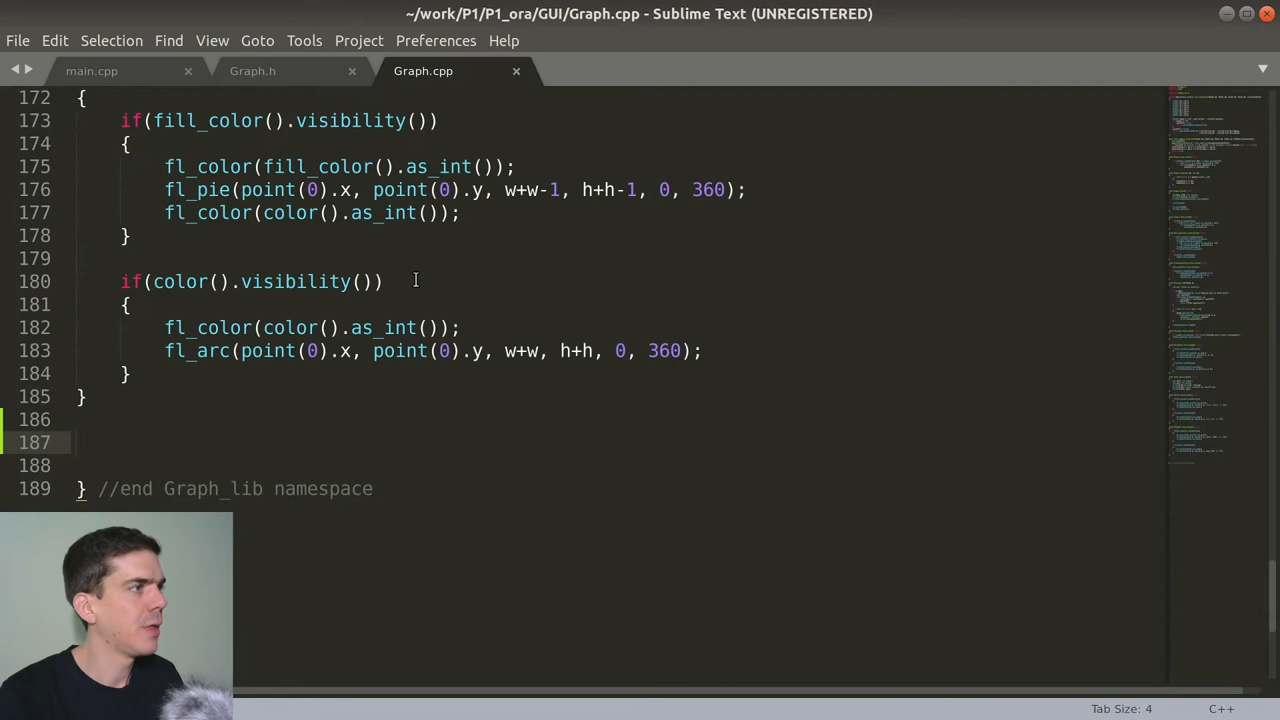 ~/work/P1/P1_ora/GUI/Graph.cpp - Sublime Text (UNREGISTERED)
File Edit Selection Find View Goto Tools Project Preferences Help
main.cpp Graph.h Graph.cpp
172 {
173 if(fill_color().visibility())
174 {
175 fl_color(fill_color().as_int());
176 fl_pie(point(0).x, point(0).y, w+w-1, h+h-1, 0, 360);
177 fl_color(color().as_int());
178 }
179
180 if(color().visibility())
181 {
182 fl_color(color().as_int());
183 fl_arc(point(0).x, point(0).y, w+w, h+h, 0, 360);
184 }
185 }
186
187
188
189 } //end Graph_lib namespace
Tab Size: 4 C++